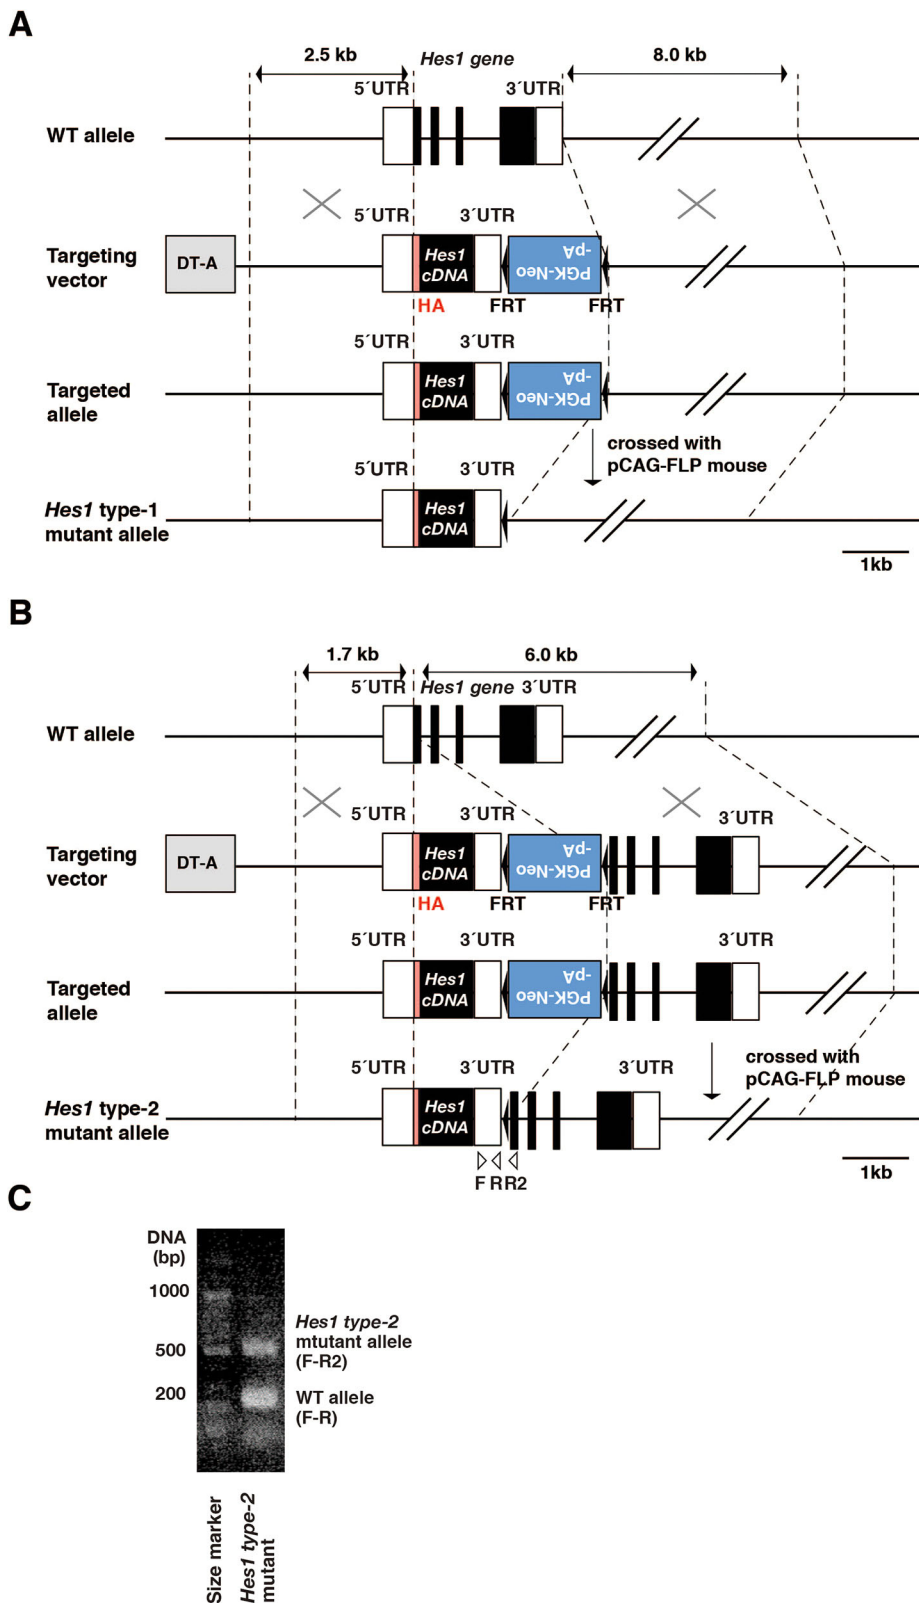 A
2.5 kb
Hes1 gene
8.0 kb
5´UTR
3´UTR
WT allele
5´UTR
3´UTR
Targeting
vector
DT-A
Hes1
cDNA
PGK-Neo
-pA
HA
FRT
FRT
5´UTR
3´UTR
Targeted
allele
Hes1
cDNA
PGK-Neo
-pA
crossed with
pCAG-FLP mouse
5´UTR
3´UTR
Hes1 type-1
mutant allele
Hes1
cDNA
1kb
B
1.7 kb
6.0 kb
5´UTR
Hes1 gene
3´UTR
WT allele
5´UTR
3´UTR
3´UTR
Targeting
vector
DT-A
Hes1
cDNA
PGK-Neo
-pA
HA
FRT
FRT
5´UTR
3´UTR
3´UTR
Targeted
allele
Hes1
cDNA
PGK-Neo
-pA
crossed with
pCAG-FLP mouse
5´UTR
3´UTR
3´UTR
Hes1 type-2
mutant allele
Hes1
cDNA
F R R2
1kb
C
DNA
(bp)
1000
500
200
Hes1 type-2
mtutant allele
(F-R2)
WT allele
(F-R)
Size marker
Hes1 type-2
mutant